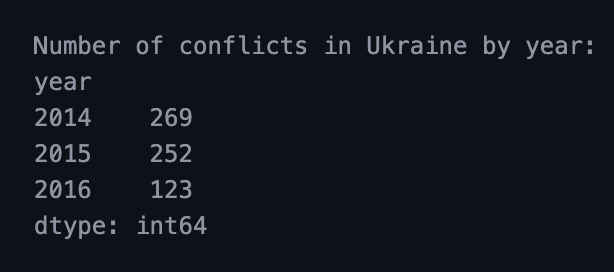 Number of conflicts in Ukraine by year:
year
2014    269
2015    252
2016    123
dtype: int64